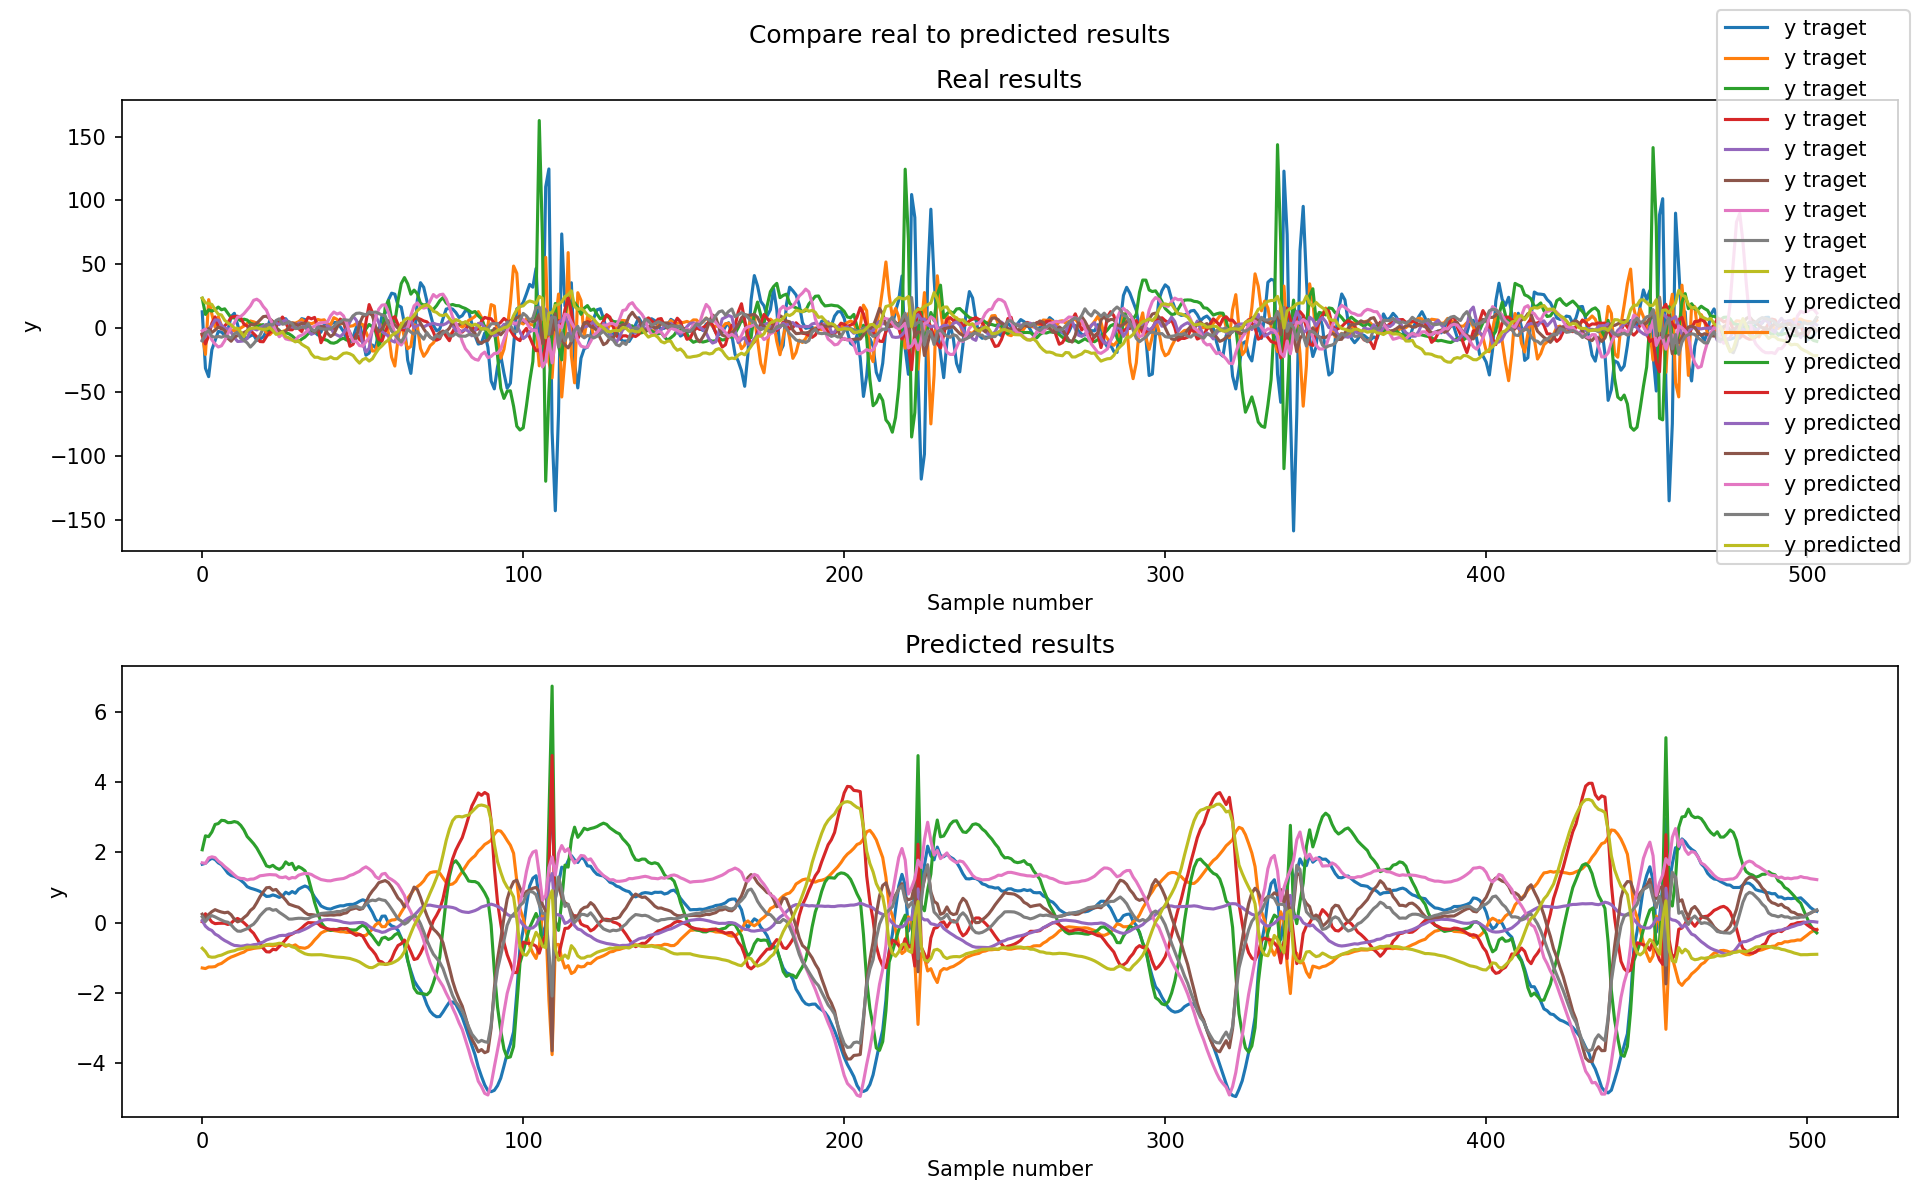 Compare real to predicted results
Real results
y traget
y traget
y traget
y traget
y traget
y traget
y traget
y traget
y traget
y predicted
y predicted
y predicted
y predicted
y predicted
y predicted
y predicted
y predicted
y predicted
150
100
50
0
−50
−100
−150
y
0 100 200 300 400 500
Sample number
Predicted results
6
4
2
0
−2
−4
y
0 100 200 300 400 500
Sample number